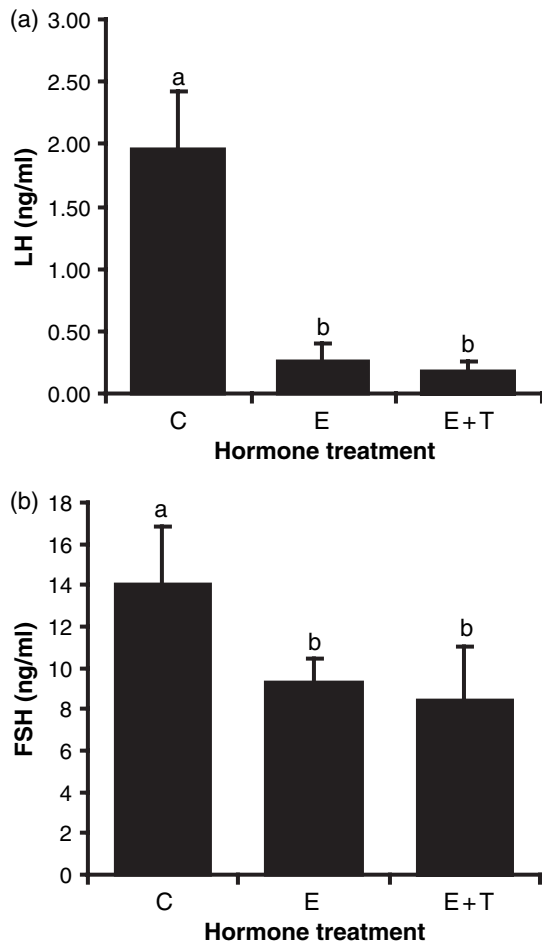 (a)
3.00
2.50
2.00
1.50
1.00
0.50
0.00
LH (ng/ml)
a
b
b
C E E+T
Hormone treatment
(b)
18
16
14
12
10
8
6
4
2
0
FSH (ng/ml)
a
b
b
C E E+T
Hormone treatment